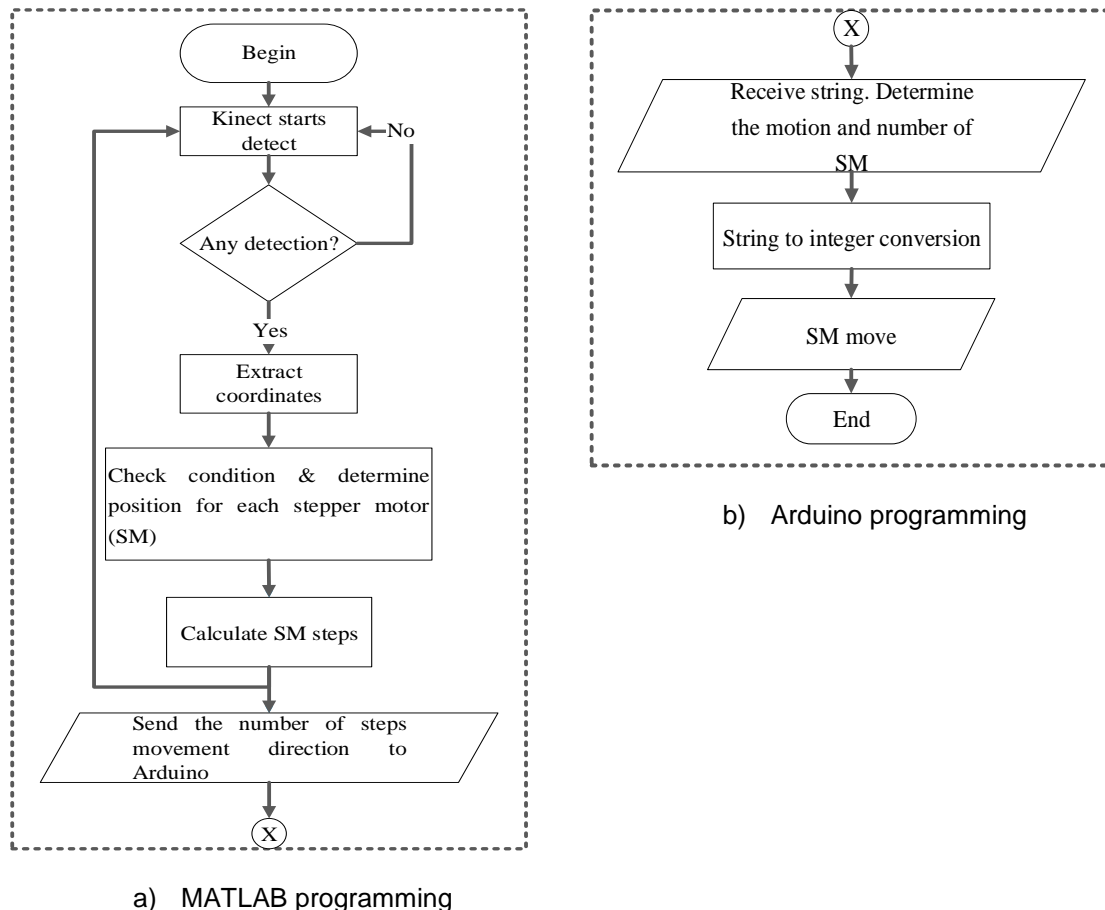 Begin
Kinect starts
detect
No
Any detection?
Yes
Extract
coordinates
Check condition & determine
position for each stepper motor
(SM)
Calculate SM steps
Send the number of steps
movement direction to
Arduino
X
a) MATLAB programming
X
Receive string. Determine
the motion and number of
SM
String to integer conversion
SM move
End
b) Arduino programming